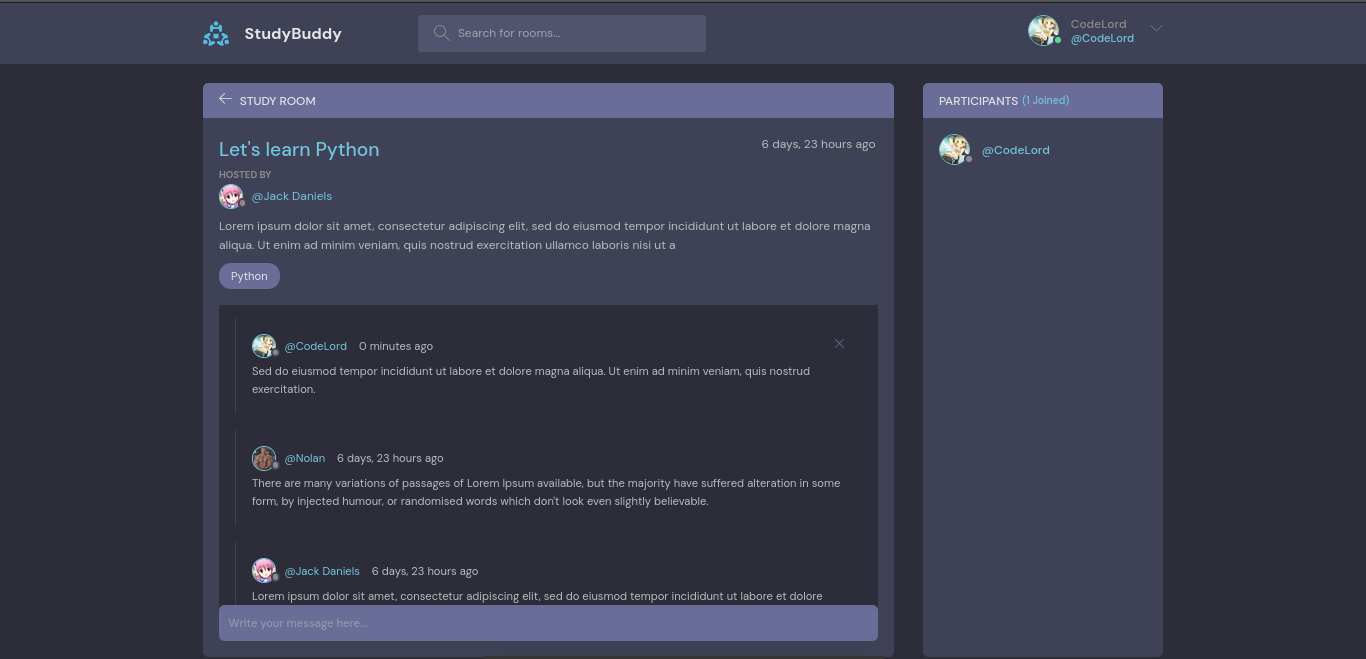 StudyBuddy
Search for rooms...
CodeLord
@CodeLord
STUDY ROOM
Let's learn Python
6 days, 23 hours ago
HOSTED BY
@Jack Daniels
Lorem ipsum dolor sit amet, consectetur adipiscing elit, sed do eiusmod tempor incididunt ut labore et dolore magna
aliqua. Ut enim ad minim veniam, quis nostrud exercitation ullamco laboris nisi ut a
Python
@CodeLord 0 minutes ago
Sed do eiusmod tempor incididunt ut labore et dolore magna aliqua. Ut enim ad minim veniam, quis nostrud
exercitation.
@Nolan 6 days, 23 hours ago
There are many variations of passages of Lorem Ipsum available, but the majority have suffered alteration in some
form, by injected humour, or randomised words which don't look even slightly believable.
@Jack Daniels 6 days, 23 hours ago
Lorem ipsum dolor sit amet, consectetur adipiscing elit, sed do eiusmod tempor incididunt ut labore et dolore
Write your message here...
PARTICIPANTS (1 Joined)
@CodeLord